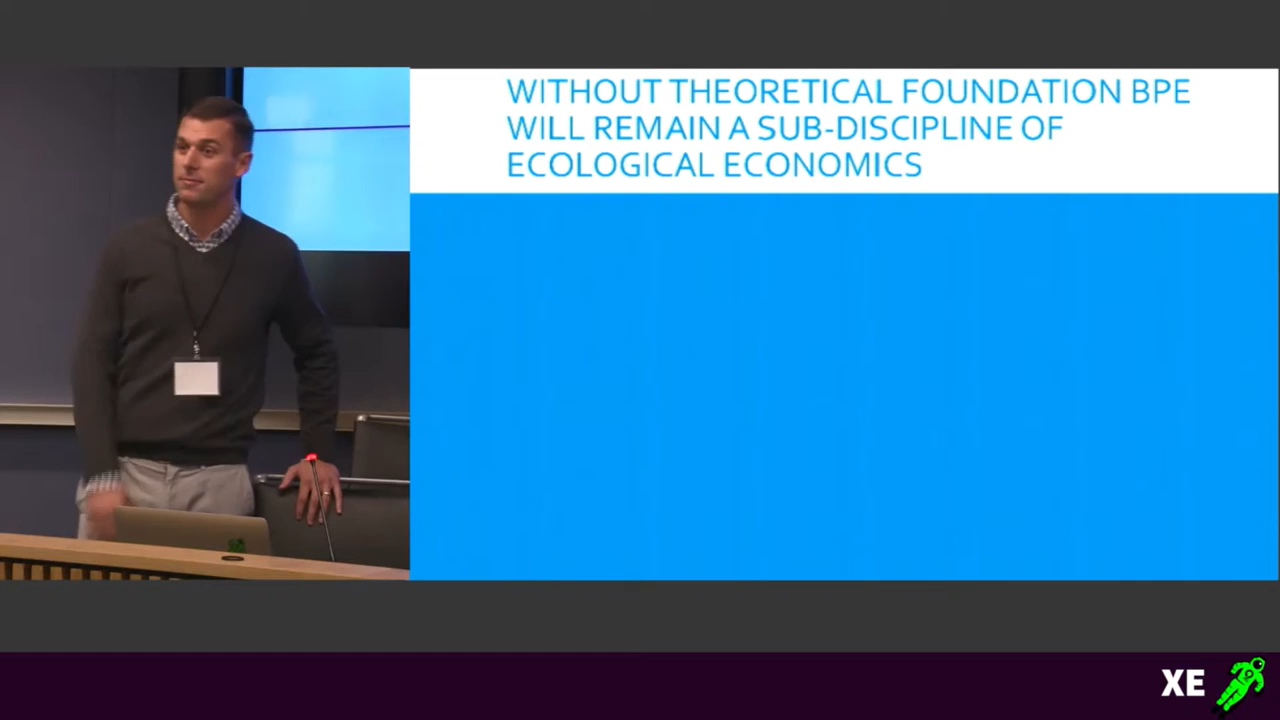 WITHOUT THEORETICAL FOUNDATION BPE
WILL REMAIN A SUB-DISCIPLINE OF
ECOLOGICAL ECONOMICS
XE